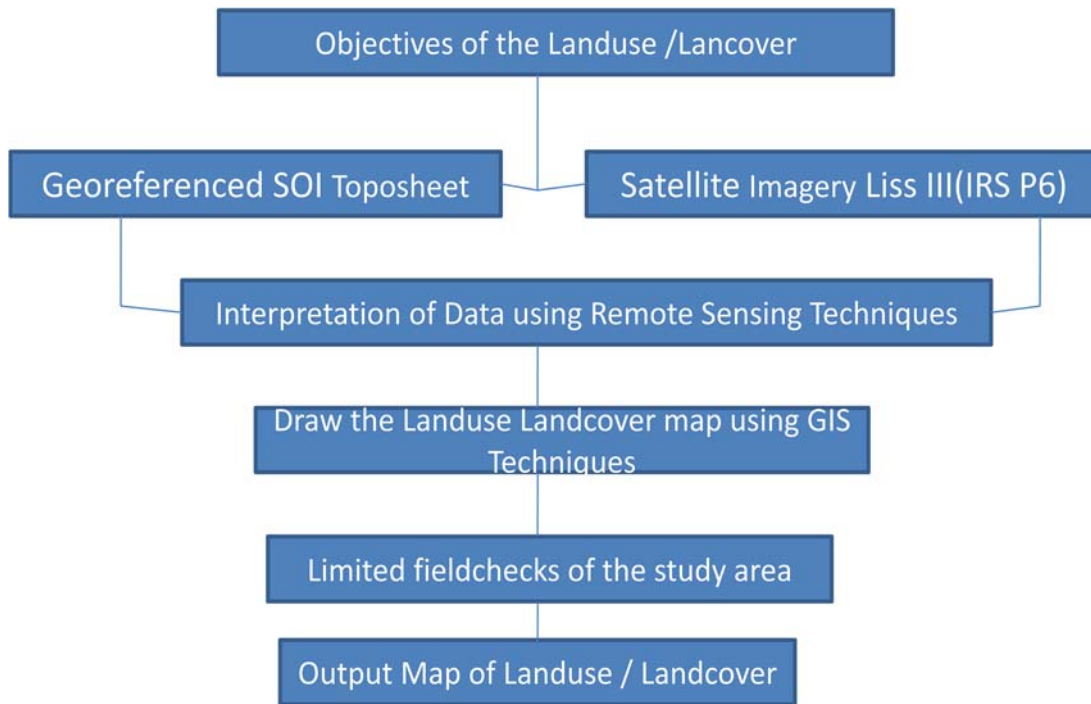 Objectives of the Landuse /Lancover
Georeferenced SOI Toposheet
Satellite Imagery Liss III(IRS P6)
Interpretation of Data using Remote Sensing Techniques
Draw the Landuse Landcover map using GIS
Techniques
Limited fieldchecks of the study area
Output Map of Landuse / Landcover